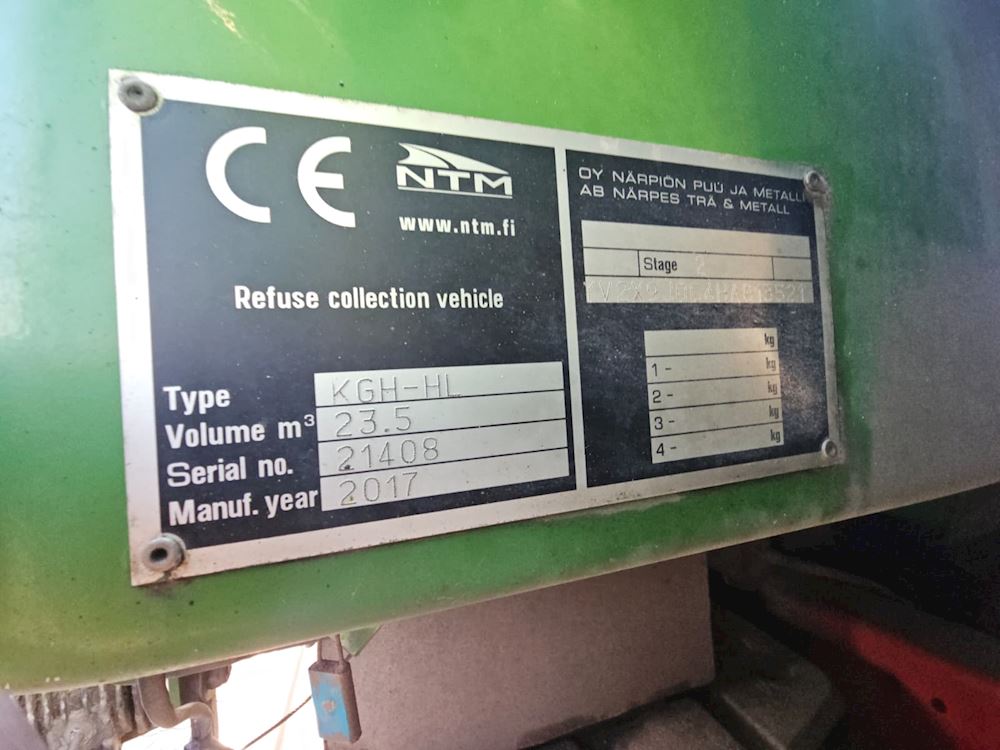 CE
NTM
www.ntm.fi
Refuse collection vehicle
Type KGH-HL
Volume m³ 23.5
Serial no. 21408
Manuf. year 2017
OY NÄRPIÖN PUU JA METALLI
AB NÄRPES TRÄ & METALL
Stage 2
kg
1- kg
2- kg
3- kg
4- kg